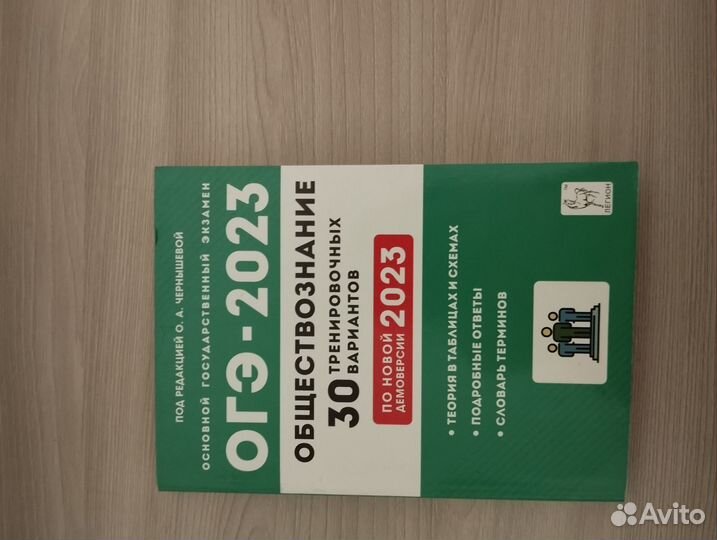 ПОД РЕДАКЦИЕЙ О. А. ЧЕРНЫШЕВОЙ
ОСНОВНОЙ ГОСУДАРСТВЕННЫЙ ЭКЗАМЕН
ОГЭ-2023
ОБЩЕСТВОЗНАНИЕ
30 ТРЕНИРОВОЧНЫХ
ВАРИАНТОВ
ПО НОВОЙ
ДЕМОВЕРСИИ 2023
• ТЕОРИЯ В ТАБЛИЦАХ И СХЕМАХ
• ПОДРОБНЫЕ ОТВЕТЫ
• СЛОВАРЬ ТЕРМИНОВ
TM
ЛЕГИОН
Avito